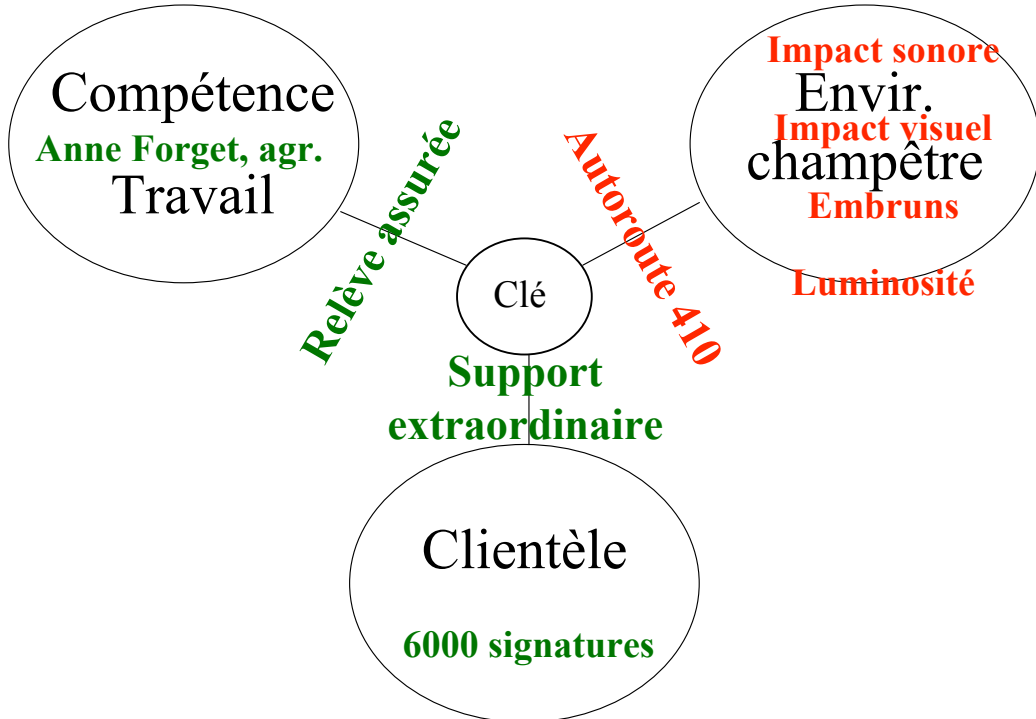 Compétence
Anne Forget, agr.
Travail
Relève assurée
Clé
Autoroute 410
Impact sonore
Envir.
Impact visuel
champêtre
Embruns
Luminosité
Support
extraordinaire
Clientèle
6000 signatures